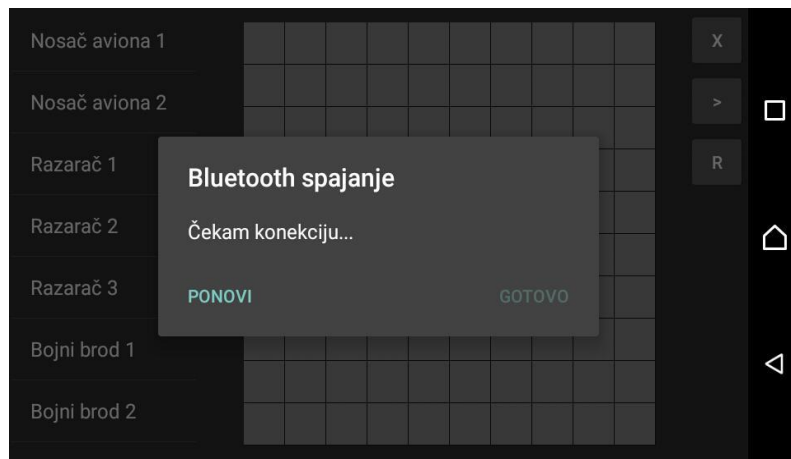 Nosač aviona 1
X
Nosač aviona 2
>
Razarač 1
R
Bluetooth spajanje
Razarač 2
Čekam konekciju...
Razarač 3
PONOVI
GOTOVO
Bojni brod 1
Bojni brod 2